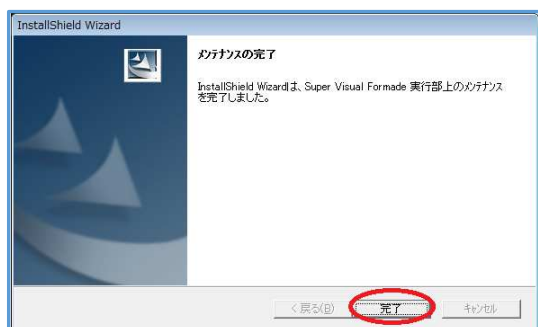 InstallShield Wizard
ﾒﾝﾃﾅﾝｽの完了
InstallShield Wizardは、Super Visual Formade 実行部上のﾒﾝﾃﾅﾝｽ
を完了しました。
< 戻る(B)
完了
ｷｬﾝｾﾙ